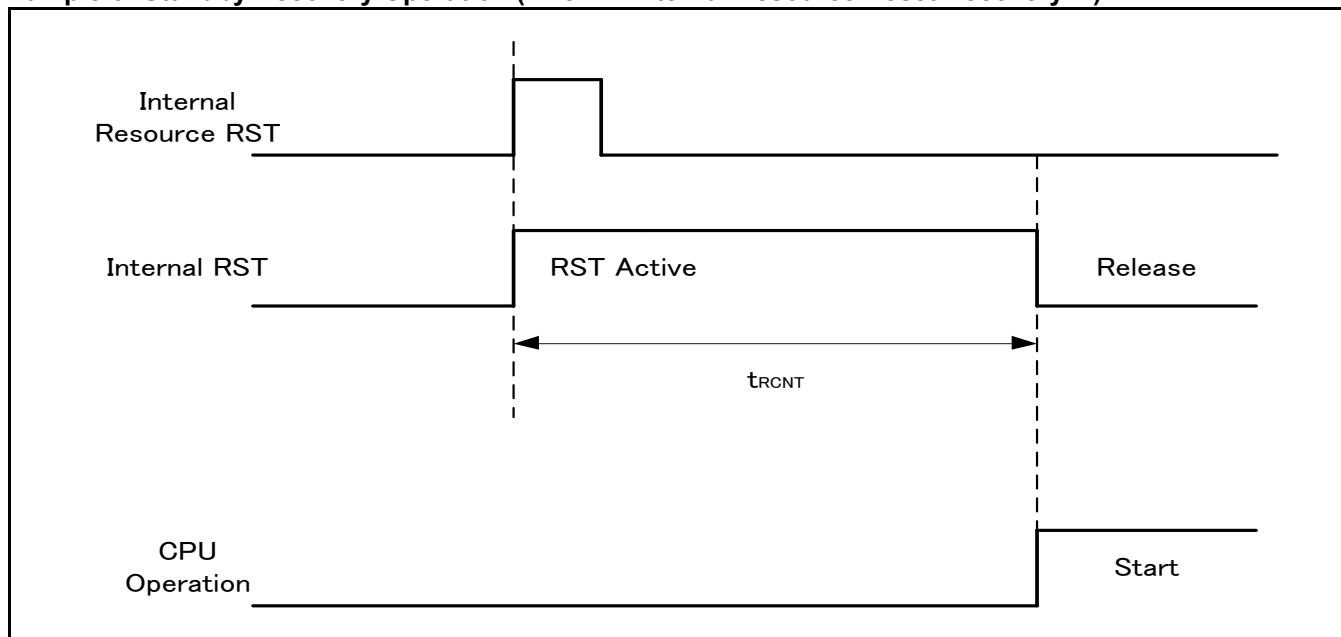 Internal
Resource RST
Internal RST
RST Active
Release
tRCNT
CPU
Operation
Start